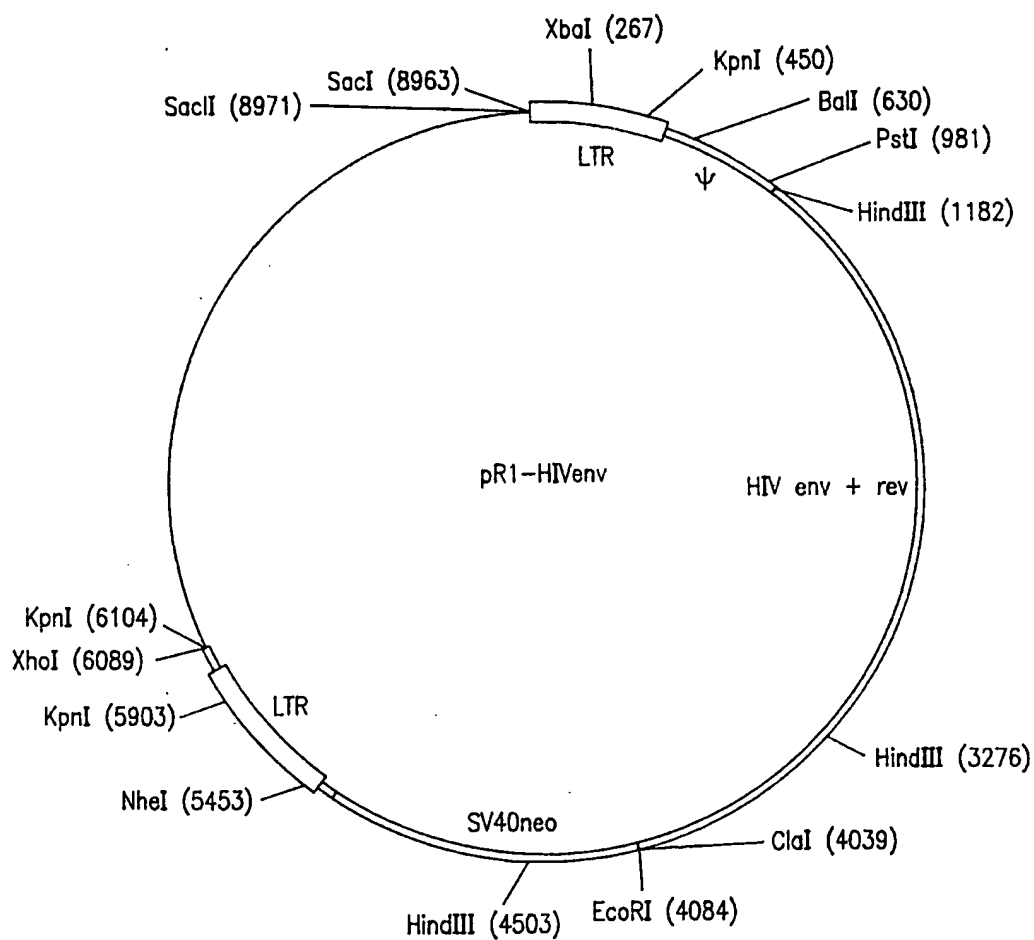 XbaI (267)
KpnI (450)
SacI (8963)
SacII (8971)
BalI (630)
PstI (981)
LTR
Ψ
HindIII (1182)
pR1-HIVenv
HIV env + rev
KpnI (6104)
XhoI (6089)
LTR
KpnI (5903)
HindIII (3276)
NheI (5453)
SV40neo
ClaI (4039)
EcoRI (4084)
HindIII (4503)